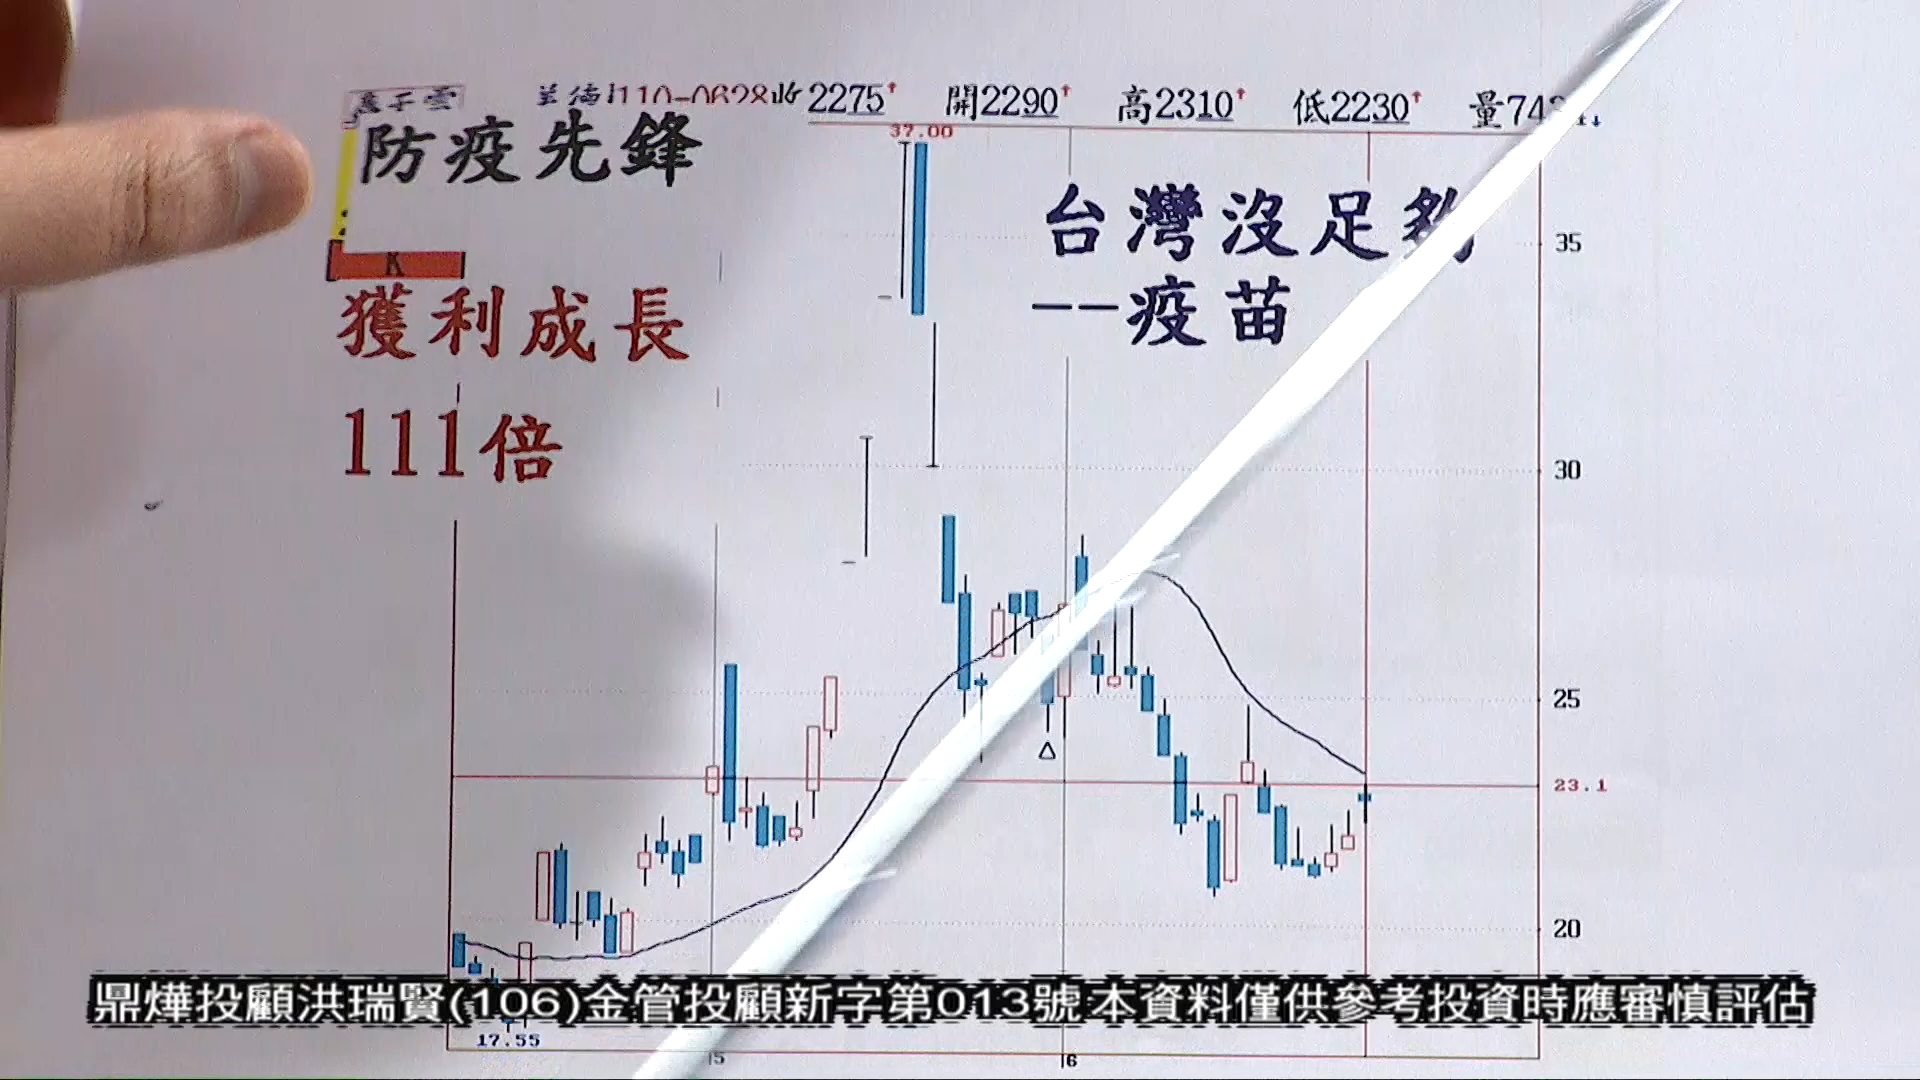 收2275 開2290 高2310 低2230
防疫先鋒
37.00
台灣沒足夠
--疫苗
35
K
獲利成長
111倍
30
25
23.1
20
鼎燁投顧洪瑞賢(106)金管投顧新字第013號本資料僅供參考投資時應審慎評估
17.55
5
6